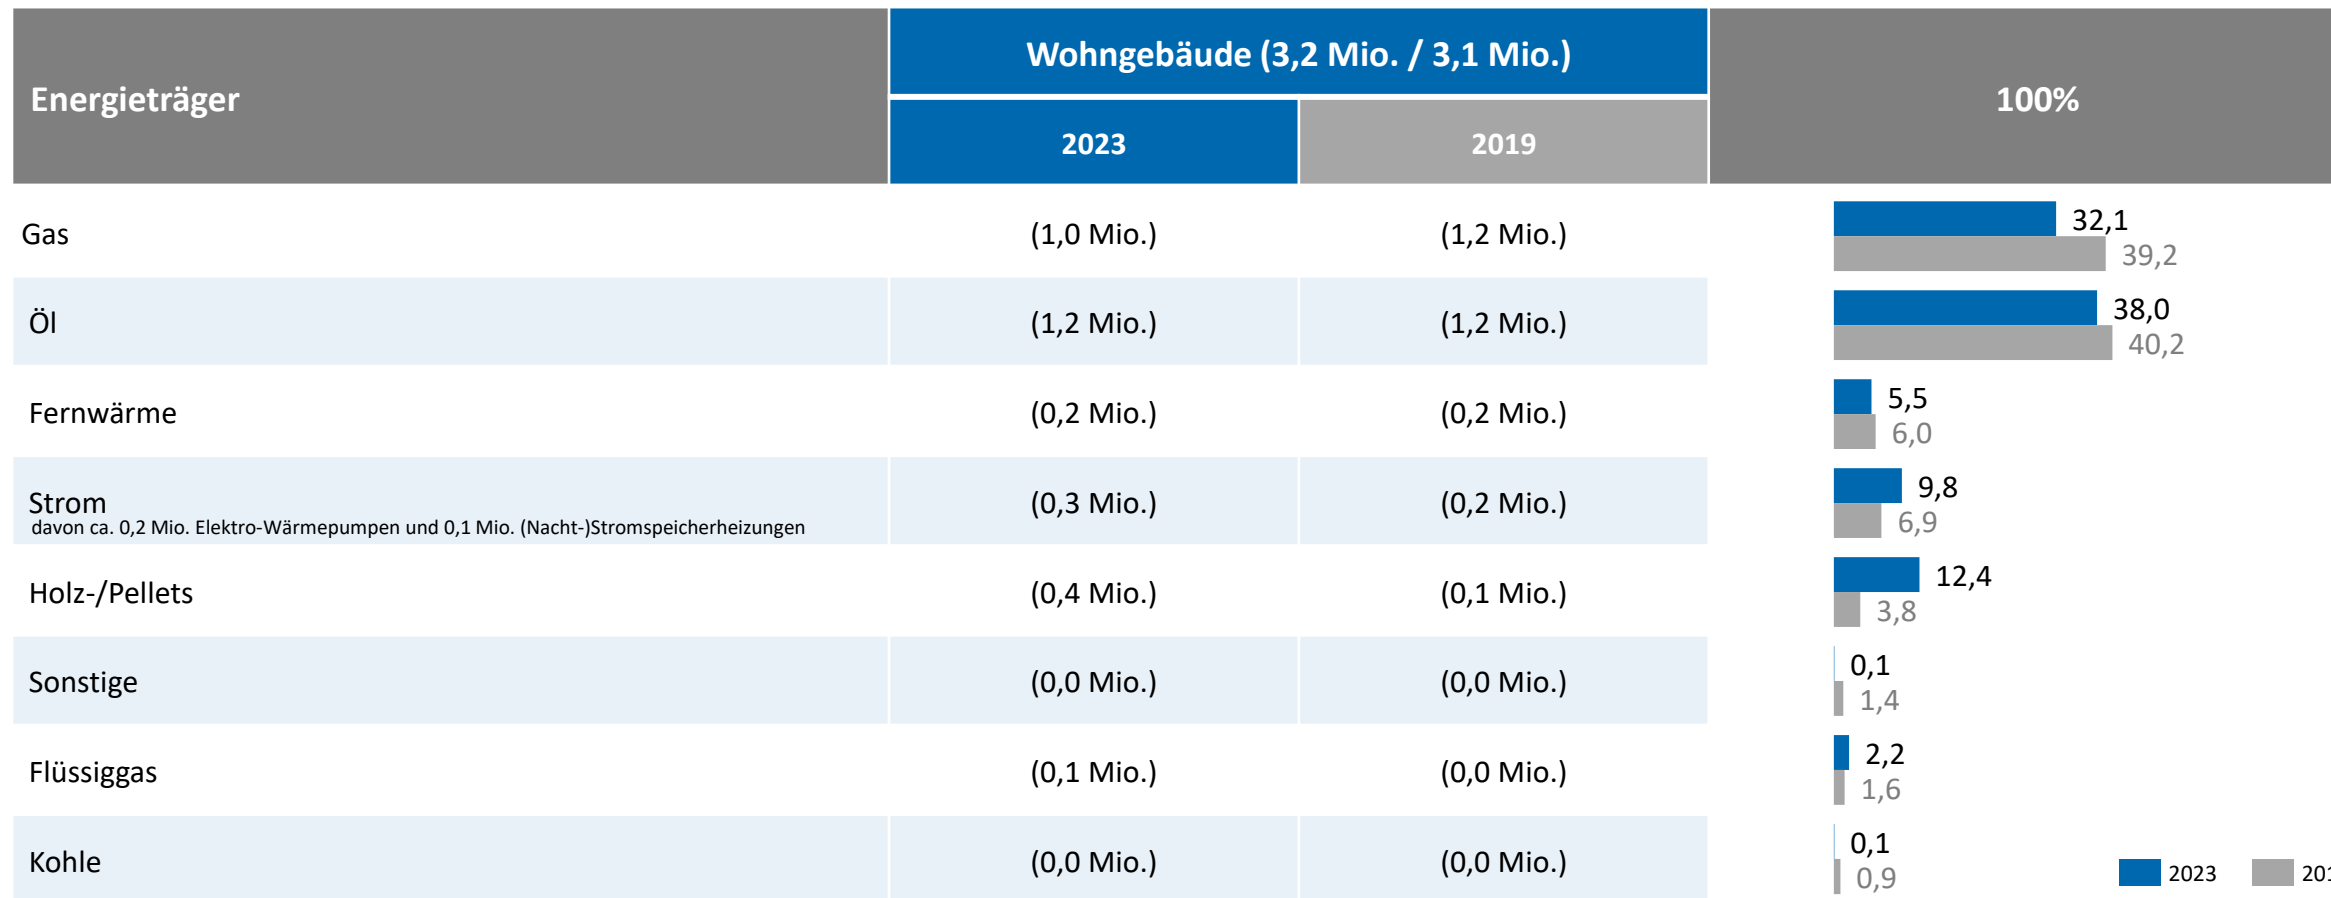 Energieträger
Wohngebäude (3,2 Mio. / 3,1 Mio.)
100%
2023
2019
Gas
(1,0 Mio.)
(1,2 Mio.)
32,1
39,2
Öl
(1,2 Mio.)
(1,2 Mio.)
38,0
40,2
Fernwärme
(0,2 Mio.)
(0,2 Mio.)
5,5
6,0
Strom
davon ca. 0,2 Mio. Elektro-Wärmepumpen und 0,1 Mio. (Nacht-)Stromspeicherheizungen
(0,3 Mio.)
(0,2 Mio.)
9,8
6,9
Holz-/Pellets
(0,4 Mio.)
(0,1 Mio.)
12,4
3,8
Sonstige
(0,0 Mio.)
(0,0 Mio.)
0,1
1,4
Flüssiggas
(0,1 Mio.)
(0,0 Mio.)
2,2
1,6
Kohle
(0,0 Mio.)
(0,0 Mio.)
0,1
0,9
2023